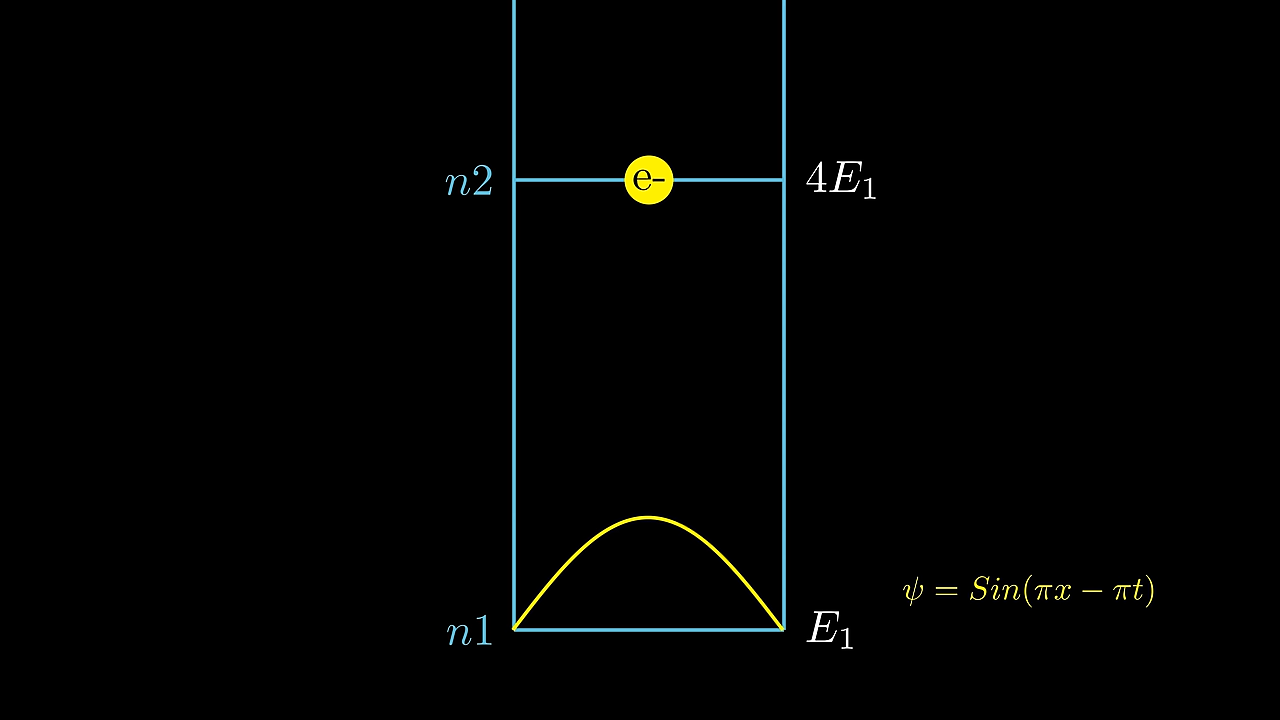 n2
e-
4E₁
ψ = Sin(πx − πt)
n1
E₁